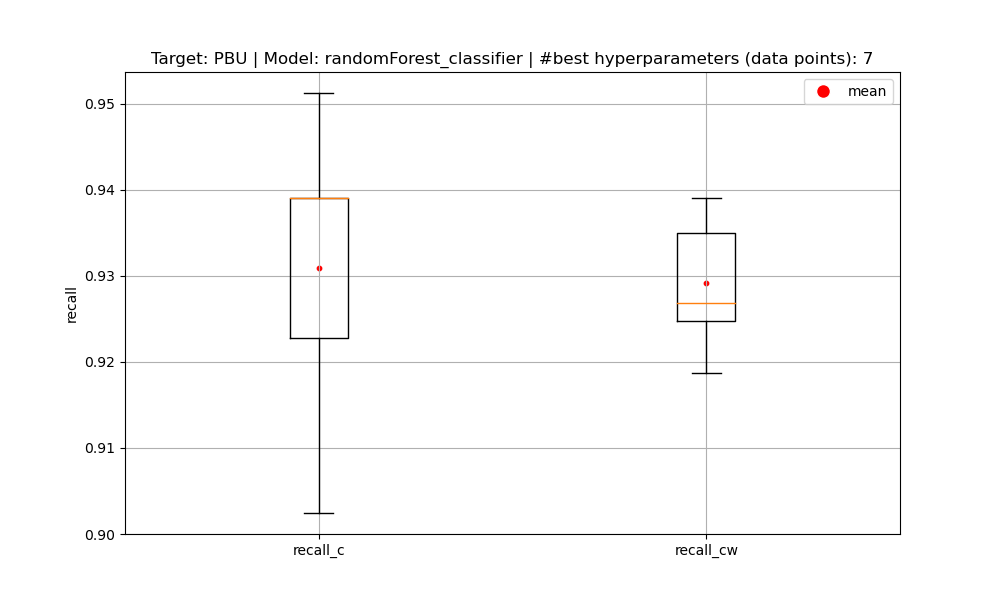 Target: PBU | Model: randomForest_classifier | #best hyperparameters (data points): 7
mean
0.95
0.94
0.93
0.92
0.91
0.90
recall
recall_c
recall_cw